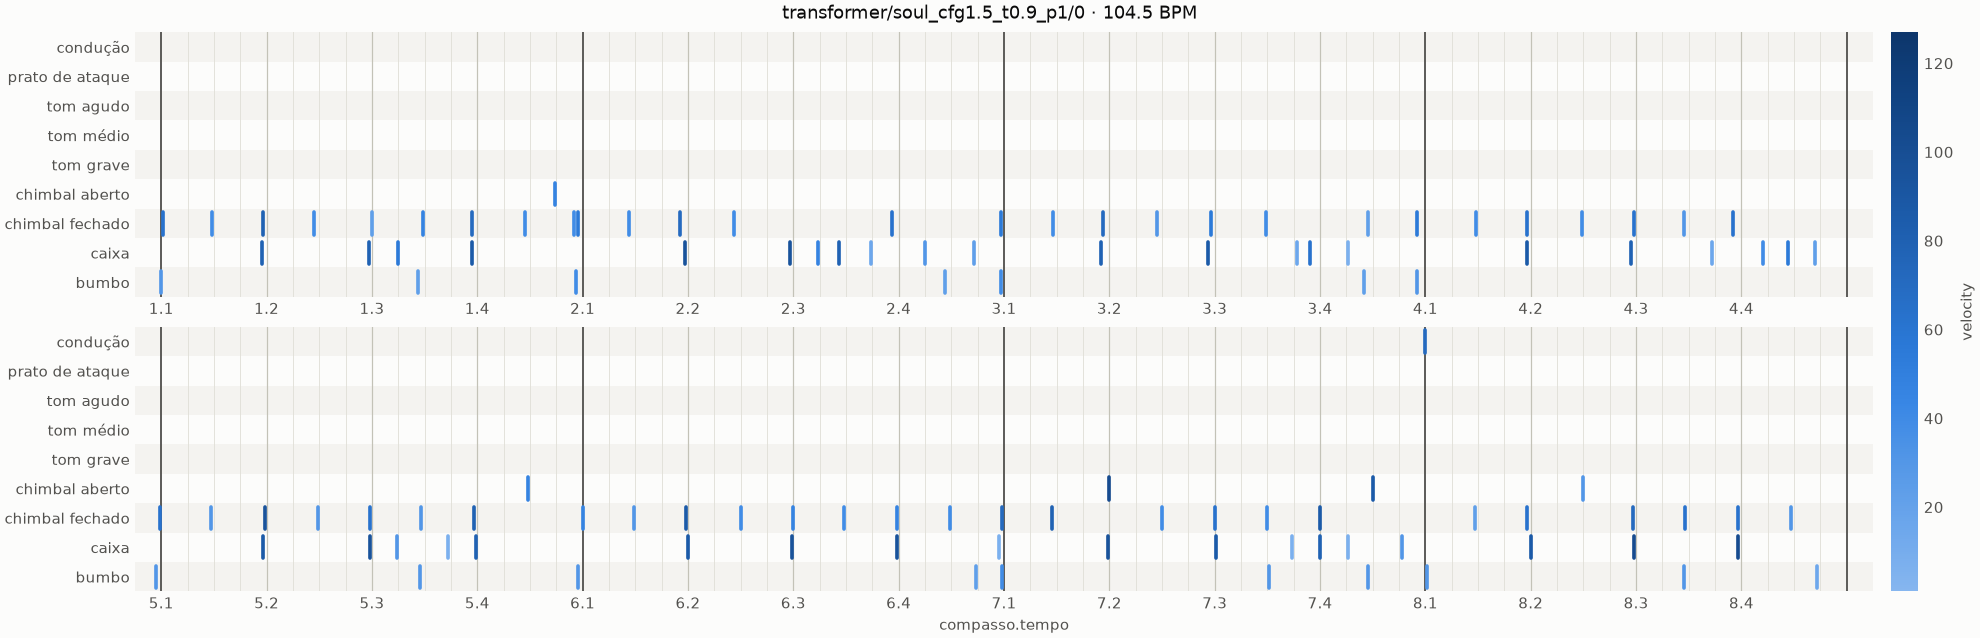 transformer/soul_cfg1.5_t0.9_p1/0 · 104.5 BPM
condução
prato de ataque
tom agudo
tom médio
tom grave
chimbal aberto
chimbal fechado
caixa
bumbo
1.1 1.2 1.3 1.4 2.1 2.2 2.3 2.4 3.1 3.2 3.3 3.4 4.1 4.2 4.3 4.4
condução
prato de ataque
tom agudo
tom médio
tom grave
chimbal aberto
chimbal fechado
caixa
bumbo
5.1 5.2 5.3 5.4 6.1 6.2 6.3 6.4 7.1 7.2 7.3 7.4 8.1 8.2 8.3 8.4
compasso.tempo
120
100
80
60
40
20
velocity